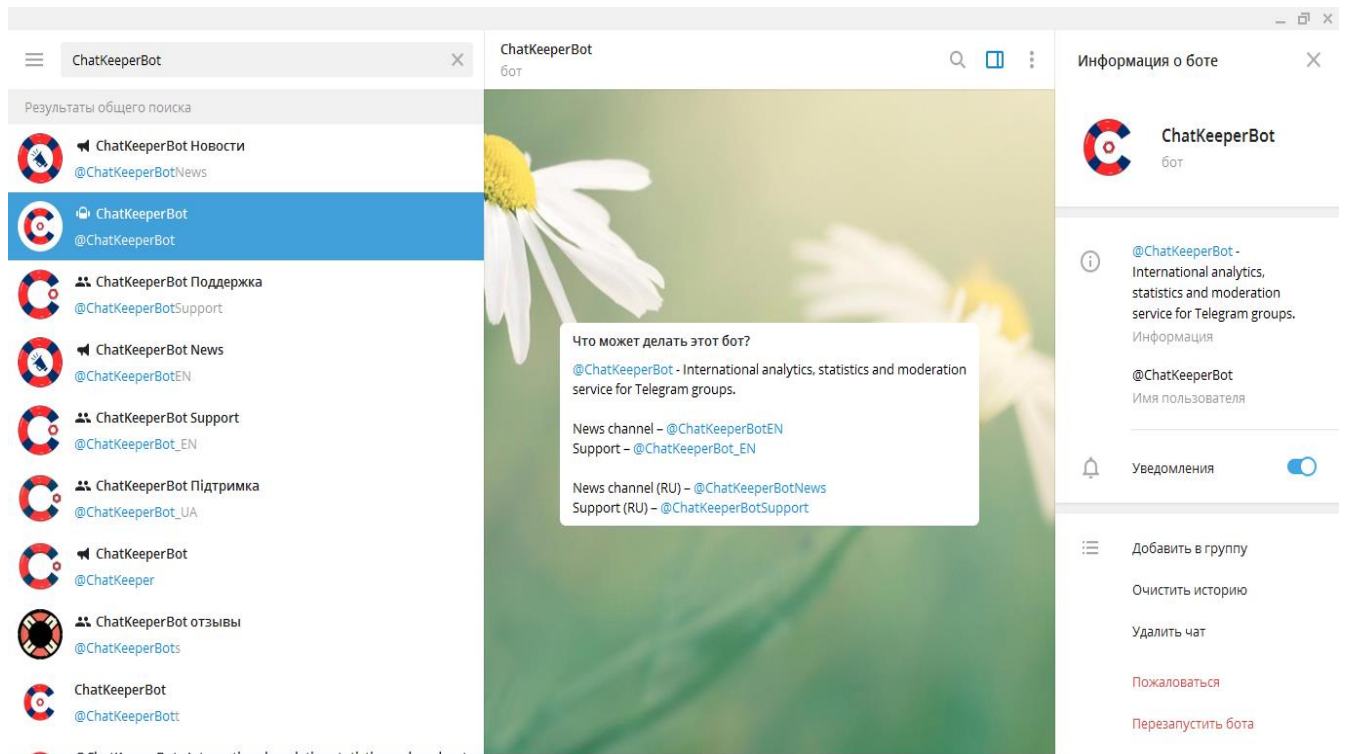 ChatKeeperBot
Результаты общего поиска
ChatKeeperBot Новости
@ChatKeeperBotNews
ChatKeeperBot
@ChatKeeperBot
ChatKeeperBot Поддержка
@ChatKeeperBotSupport
ChatKeeperBot News
@ChatKeeperBotEN
ChatKeeperBot Support
@ChatKeeperBot_EN
ChatKeeperBot Підтримка
@ChatKeeperBot_UA
ChatKeeperBot
@ChatKeeper
ChatKeeperBot отзывы
@ChatKeeperBots
ChatKeeperBot
@ChatKeeperBott
ChatKeeperBot
бот
Что может делать этот бот?
@ChatKeeperBot - International analytics, statistics and moderation
service for Telegram groups.
News channel – @ChatKeeperBotEN
Support – @ChatKeeperBot_EN
News channel (RU) – @ChatKeeperBotNews
Support (RU) – @ChatKeeperBotSupport
Информация о боте
ChatKeeperBot
бот
@ChatKeeperBot -
International analytics,
statistics and moderation
service for Telegram groups.
Информация
@ChatKeeperBot
Имя пользователя
Уведомления
Добавить в группу
Очистить историю
Удалить чат
Пожаловаться
Перезапустить бота